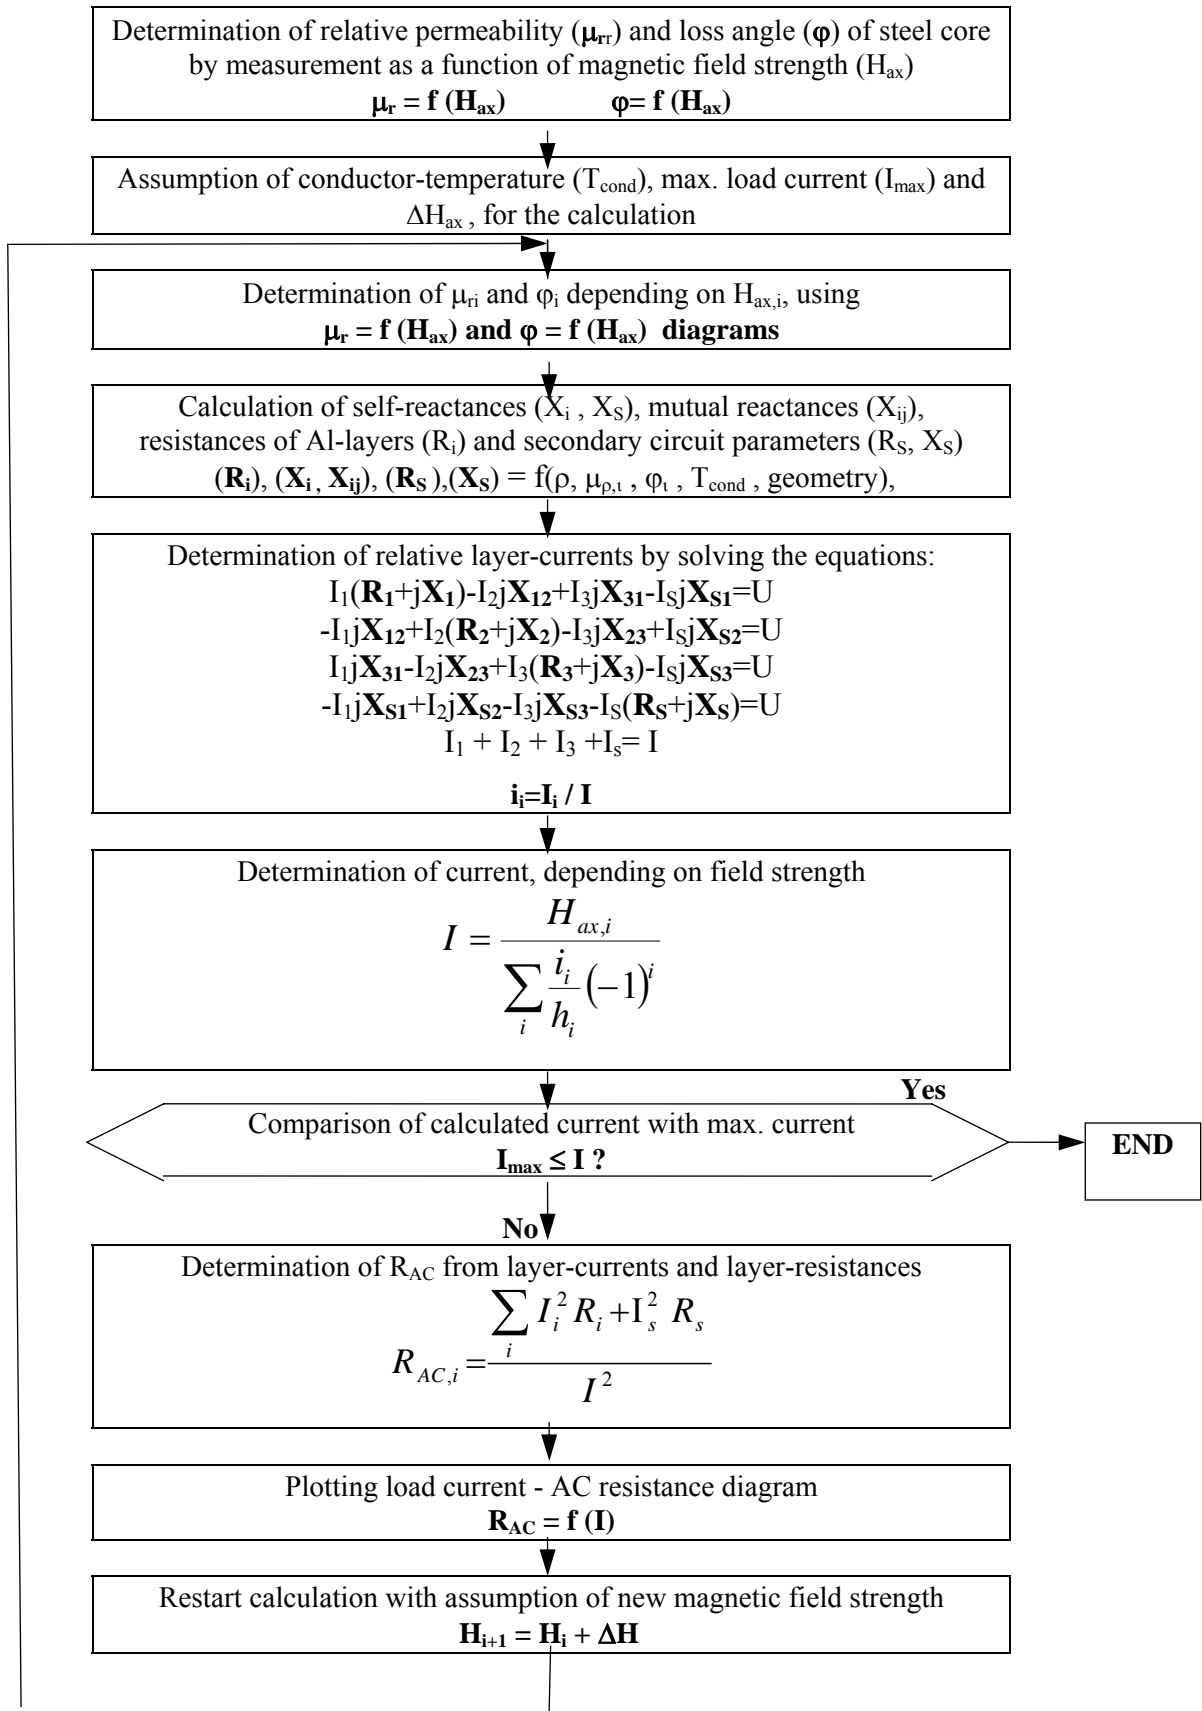 Determination of relative permeability (μrr) and loss angle (φ) of steel core
by measurement as a function of magnetic field strength (Hax)
μr = f (Hax) φ= f (Hax)
Assumption of conductor-temperature (Tcond), max. load current (Imax) and
ΔHax , for the calculation
Determination of μri and φi depending on Hax,i, using
μr = f (Hax) and φ = f (Hax) diagrams
Calculation of self-reactances (Xi , XS), mutual reactances (Xij),
resistances of Al-layers (Ri) and secondary circuit parameters (RS, XS)
(Ri), (Xi, Xij), (RS ),(XS) = f(ρ, μρ,ι , φι , Tcond , geometry),
Determination of relative layer-currents by solving the equations:
I1(R1+jX1)-I2jX12+I3jX31-ISjXS1=U
-I1jX12+I2(R2+jX2)-I3jX23+ISjXS2=U
I1jX31-I2jX23+I3(R3+jX3)-ISjXS3=U
-I1jXS1+I2jXS2-I3jXS3-IS(RS+jXS)=U
I1 + I2 + I3 +Is= I
ii=Ii / I
Determination of current, depending on field strength
I = Hax,i / ∑i ii/hi (-1)^i
Yes
Comparison of calculated current with max. current
Imax ≤ I ?
END
No
Determination of RAC from layer-currents and layer-resistances
RAC,i = (∑i Ii^2 Ri +Is^2 Rs) / I^2
Plotting load current - AC resistance diagram
RAC = f (I)
Restart calculation with assumption of new magnetic field strength
Hi+1 = Hi + ΔH